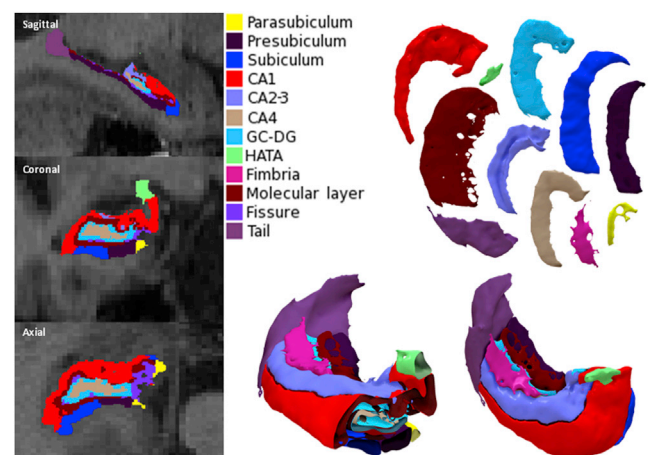 Sagittal
Coronal
Axial
Parasubiculum
Presubiculum
Subiculum
CA1
CA2-3
CA4
GC-DG
HATA
Fimbria
Molecular layer
Fissure
Tail